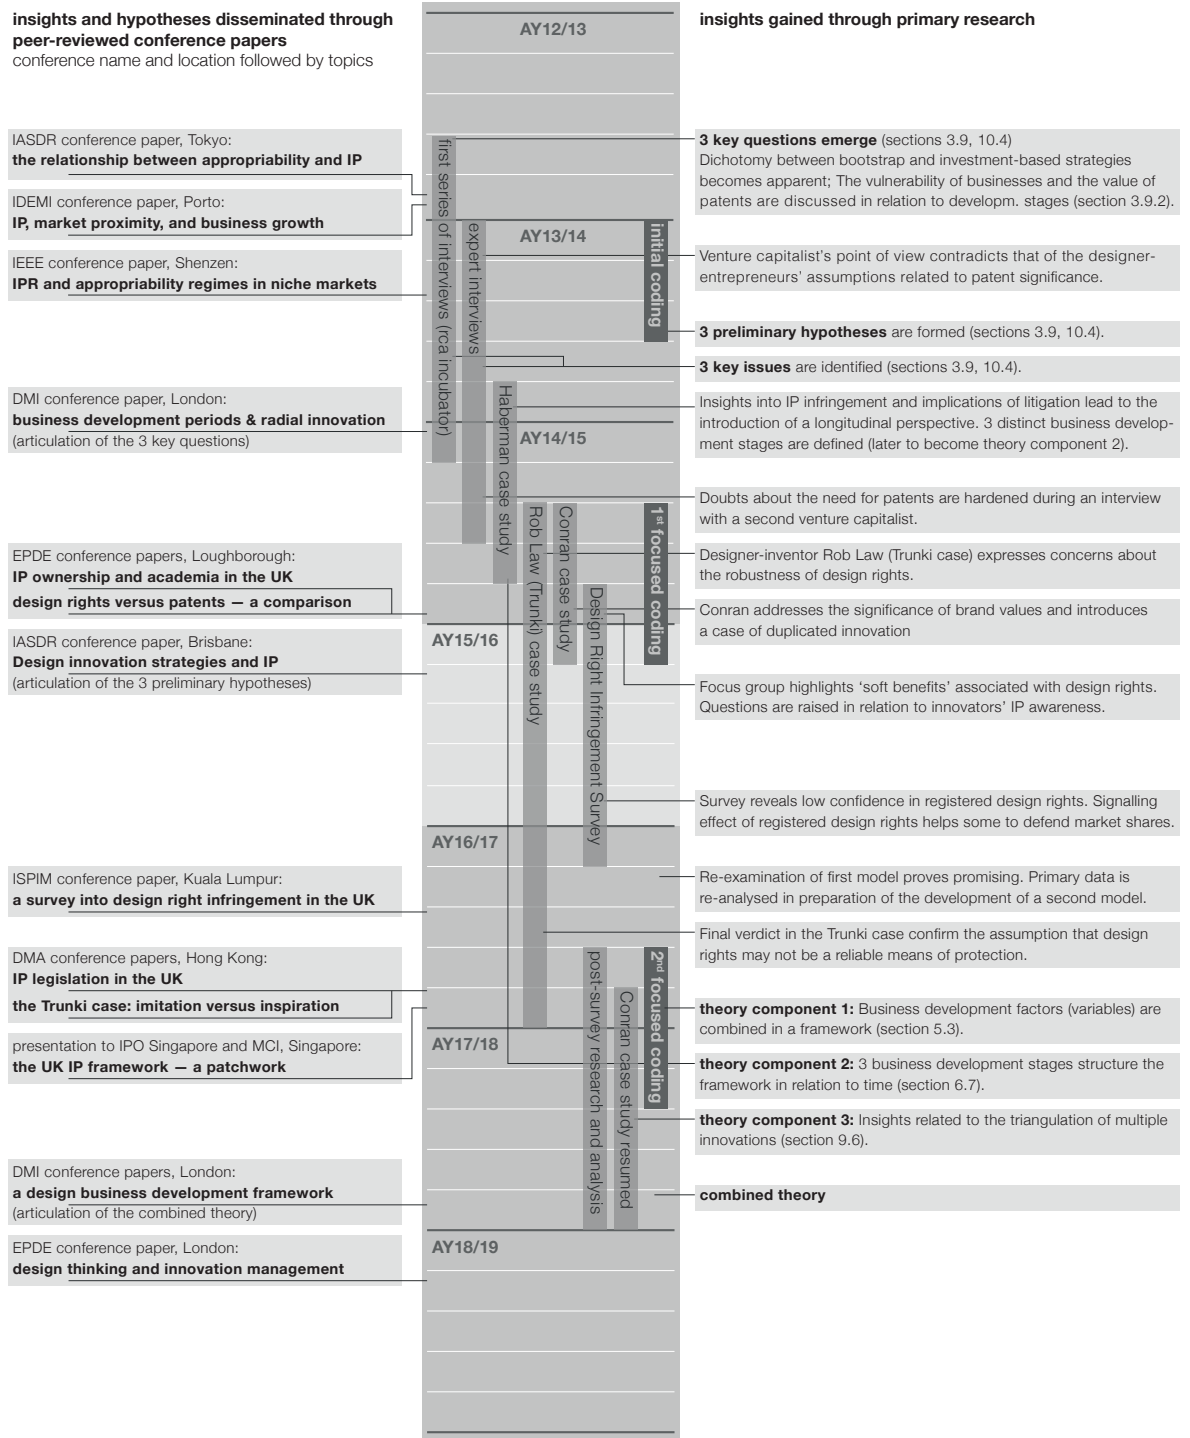 insights and hypotheses disseminated through
peer-reviewed conference papers
conference name and location followed by topics
IASDR conference paper, Tokyo:
the relationship between appropriability and IP
IDEMI conference paper, Porto:
IP, market proximity, and business growth
IEEE conference paper, Shenzen:
IPR and appropriability regimes in niche markets
DMI conference paper, London:
business development periods & radial innovation
(articulation of the 3 key questions)
EPDE conference papers, Loughborough:
IP ownership and academia in the UK
design rights versus patents — a comparison
IASDR conference paper, Brisbane:
Design innovation strategies and IP
(articulation of the 3 preliminary hypotheses)
ISPIM conference paper, Kuala Lumpur:
a survey into design right infringement in the UK
DMA conference papers, Hong Kong:
IP legislation in the UK
the Trunki case: imitation versus inspiration
presentation to IPO Singapore and MCI, Singapore:
the UK IP framework — a patchwork
DMI conference papers, London:
a design business development framework
(articulation of the combined theory)
EPDE conference paper, London:
design thinking and innovation management
AY12/13
AY13/14
AY14/15
AY15/16
AY16/17
AY17/18
AY18/19
first series of interviews (rca incubator)
expert interviews
Haberman case study
Rob Law (Trunki) case study
Conran case study
Design Right Infringement Survey
initial coding
1st focused coding
post-survey research and analysis
Conran case study resumed
2nd focused coding
insights gained through primary research
3 key questions emerge (sections 3.9, 10.4)
Dichotomy between bootstrap and investment-based strategies
becomes apparent; The vulnerability of businesses and the value of
patents are discussed in relation to developm. stages (section 3.9.2).
Venture capitalist's point of view contradicts that of the designer-
entrepreneurs' assumptions related to patent significance.
3 preliminary hypotheses are formed (sections 3.9, 10.4).
3 key issues are identified (sections 3.9, 10.4).
Insights into IP infringement and implications of litigation lead to the
introduction of a longitudinal perspective. 3 distinct business develop-
ment stages are defined (later to become theory component 2).
Doubts about the need for patents are hardened during an interview
with a second venture capitalist.
Designer-inventor Rob Law (Trunki case) expresses concerns about
the robustness of design rights.
Conran addresses the significance of brand values and introduces
a case of duplicated innovation
Focus group highlights 'soft benefits' associated with design rights.
Questions are raised in relation to innovators' IP awareness.
Survey reveals low confidence in registered design rights. Signalling
effect of registered design rights helps some to defend market shares.
Re-examination of first model proves promising. Primary data is
re-analysed in preparation of the development of a second model.
Final verdict in the Trunki case confirm the assumption that design
rights may not be a reliable means of protection.
theory component 1: Business development factors (variables) are
combined in a framework (section 5.3).
theory component 2: 3 business development stages structure the
framework in relation to time (section 6.7).
theory component 3: Insights related to the triangulation of multiple
innovations (section 9.6).
combined theory